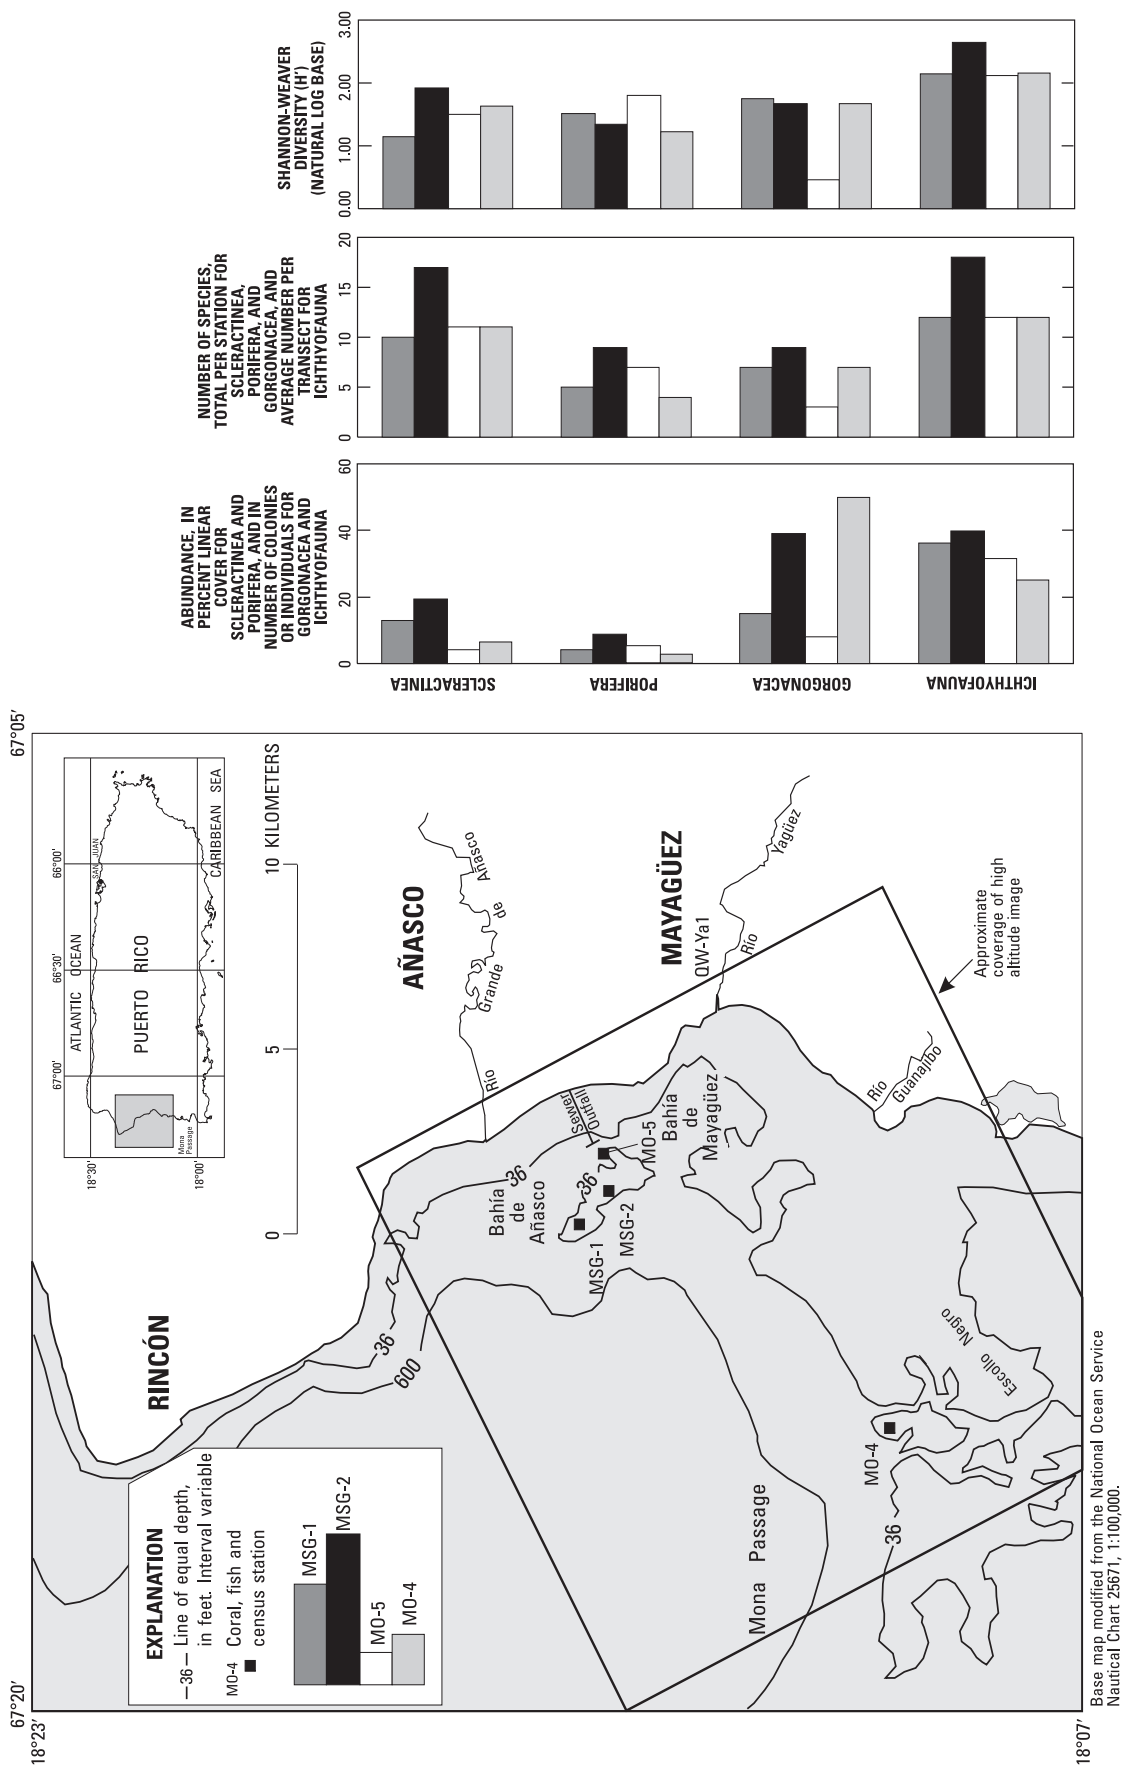 67°20'
67°05'
18°23'
18°07'
EXPLANATION
—36— Line of equal depth,
in feet. Interval variable
MO-4 Coral, fish and
census station
MSG-1
MSG-2
MO-5
MO-4
RINCÓN
36
600
67°00'
66°30'
66°00'
18°30'
18°00'
ATLANTIC OCEAN
SAN JUAN
PUERTO RICO
Mona
Passage
CARIBBEAN SEA
0
5
10 KILOMETERS
AÑASCO
Río
Grande
de
Añasco
Bahía
de
Añasco
36
Sewer
Outfall
36
MSG-1
MSG-2
MO-5
Bahía
de
Mayagüez
MAYAGÜEZ
QW-Ya1
Río
Yagüez
Mona Passage
MO-4
36
Escollo Negro
Río
Guanajibo
Approximate
coverage of high
altitude image
Base map modified from the National Ocean Service
Nautical Chart 25671, 1:100,000.
ABUNDANCE, IN
PERCENT LINEAR
COVER FOR
SCLERACTINEA AND
PORIFERA, AND IN
NUMBER OF COLONIES
OR INDIVIDUALS FOR
GORGONACEA AND
ICHTHYOFAUNA
0
20
40
60
NUMBER OF SPECIES,
TOTAL PER STATION FOR
SCLERACTINEA,
PORIFERA, AND
GORGONACEA, AND
AVERAGE NUMBER PER
TRANSECT FOR
ICHTHYOFAUNA
0
5
10
15
20
SHANNON-WEAVER
DIVERSITY (H')
(NATURAL LOG BASE)
0.00
1.00
2.00
3.00
SCLERACTINEA
PORIFERA
GORGONACEA
ICHTHYOFAUNA